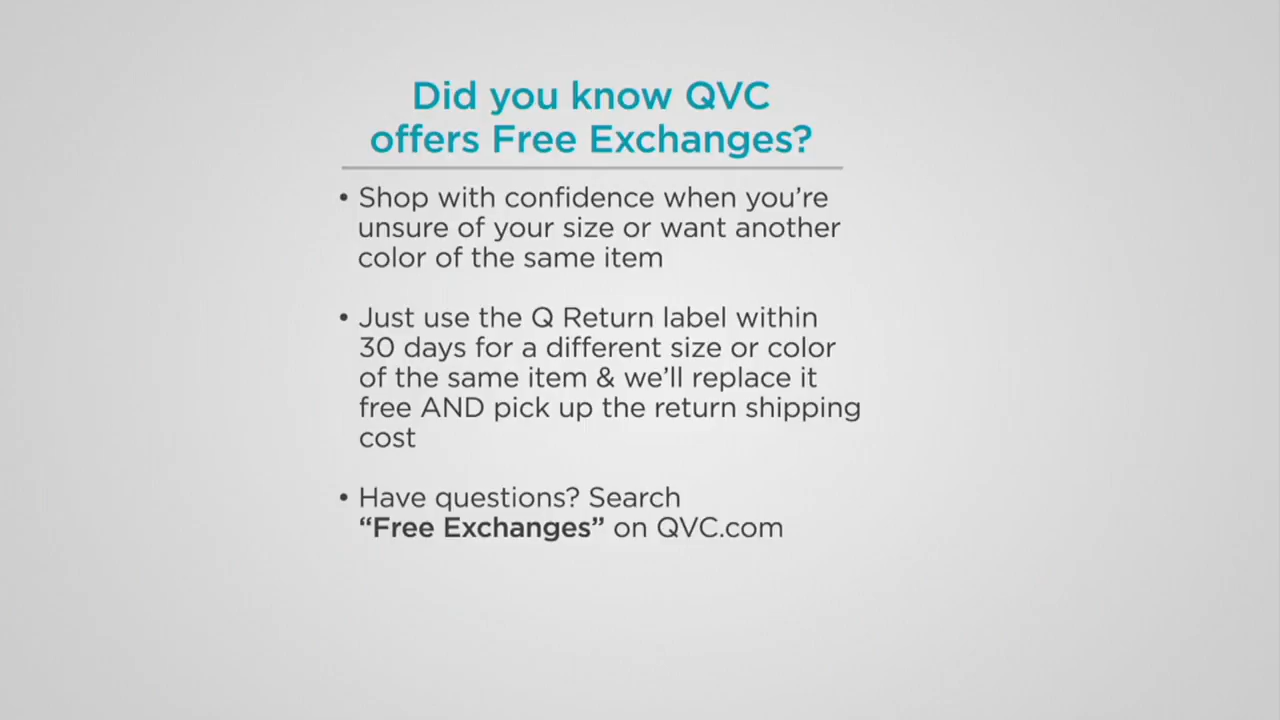 Did you know QVC
offers Free Exchanges?
• Shop with confidence when you’re
unsure of your size or want another
color of the same item
• Just use the Q Return label within
30 days for a different size or color
of the same item & we’ll replace it
free AND pick up the return shipping
cost
• Have questions? Search
“Free Exchanges” on QVC.com